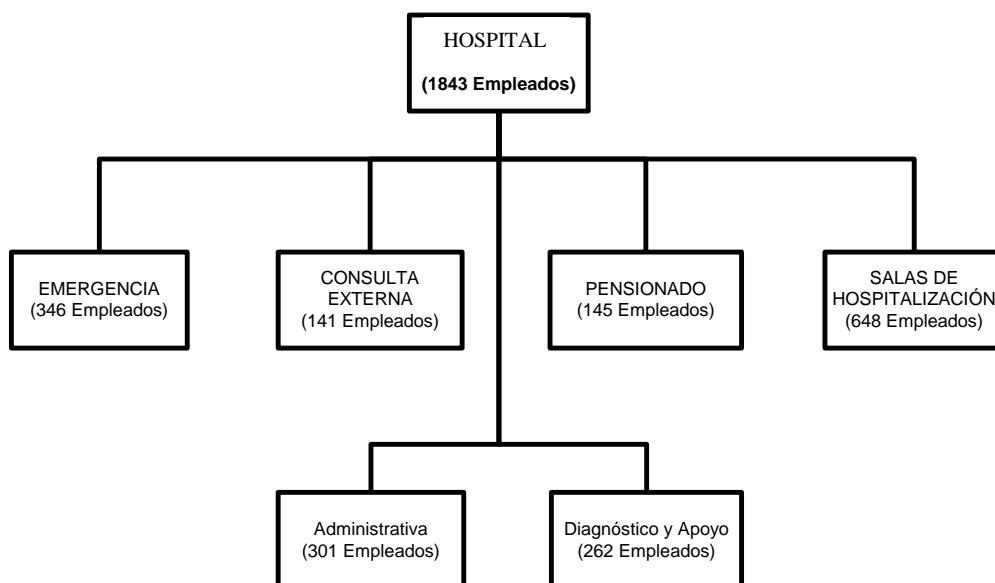 HOSPITAL
(1843 Empleados)
EMERGENCIA
(346 Empleados)
CONSULTA
EXTERNA
(141 Empleados)
PENSIONADO
(145 Empleados)
SALAS DE
HOSPITALIZACIÓN
(648 Empleados)
Administrativa
(301 Empleados)
Diagnóstico y Apoyo
(262 Empleados)